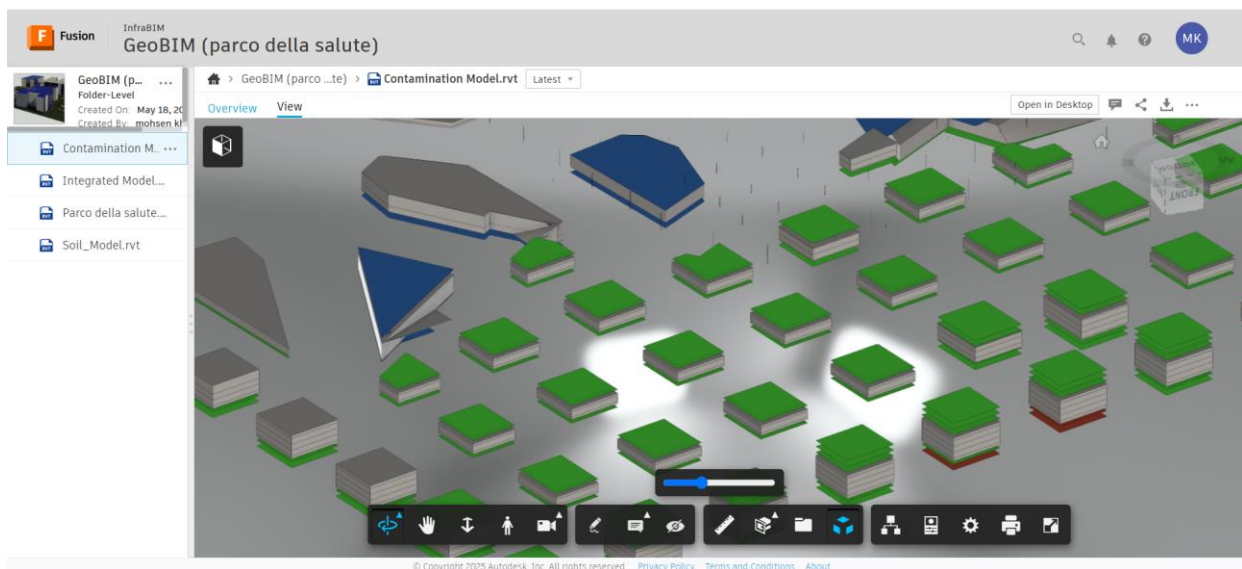 F Fusion
InfraBIM
GeoBIM (parco della salute)
MK
GeoBIM (p... ...
Folder-Level
Created On: May 18, 20
Created By: mohsen kh
GeoBIM (parco ...te) > Contamination Model.rvt Latest
Overview View
Open in Desktop ...
Contamination M... ...
Integrated Model....
Parco della salute....
Soil_Model.rvt
FRONT
© Copyright 2025 Autodesk, Inc. All rights reserved Privacy Policy Terms and Conditions About